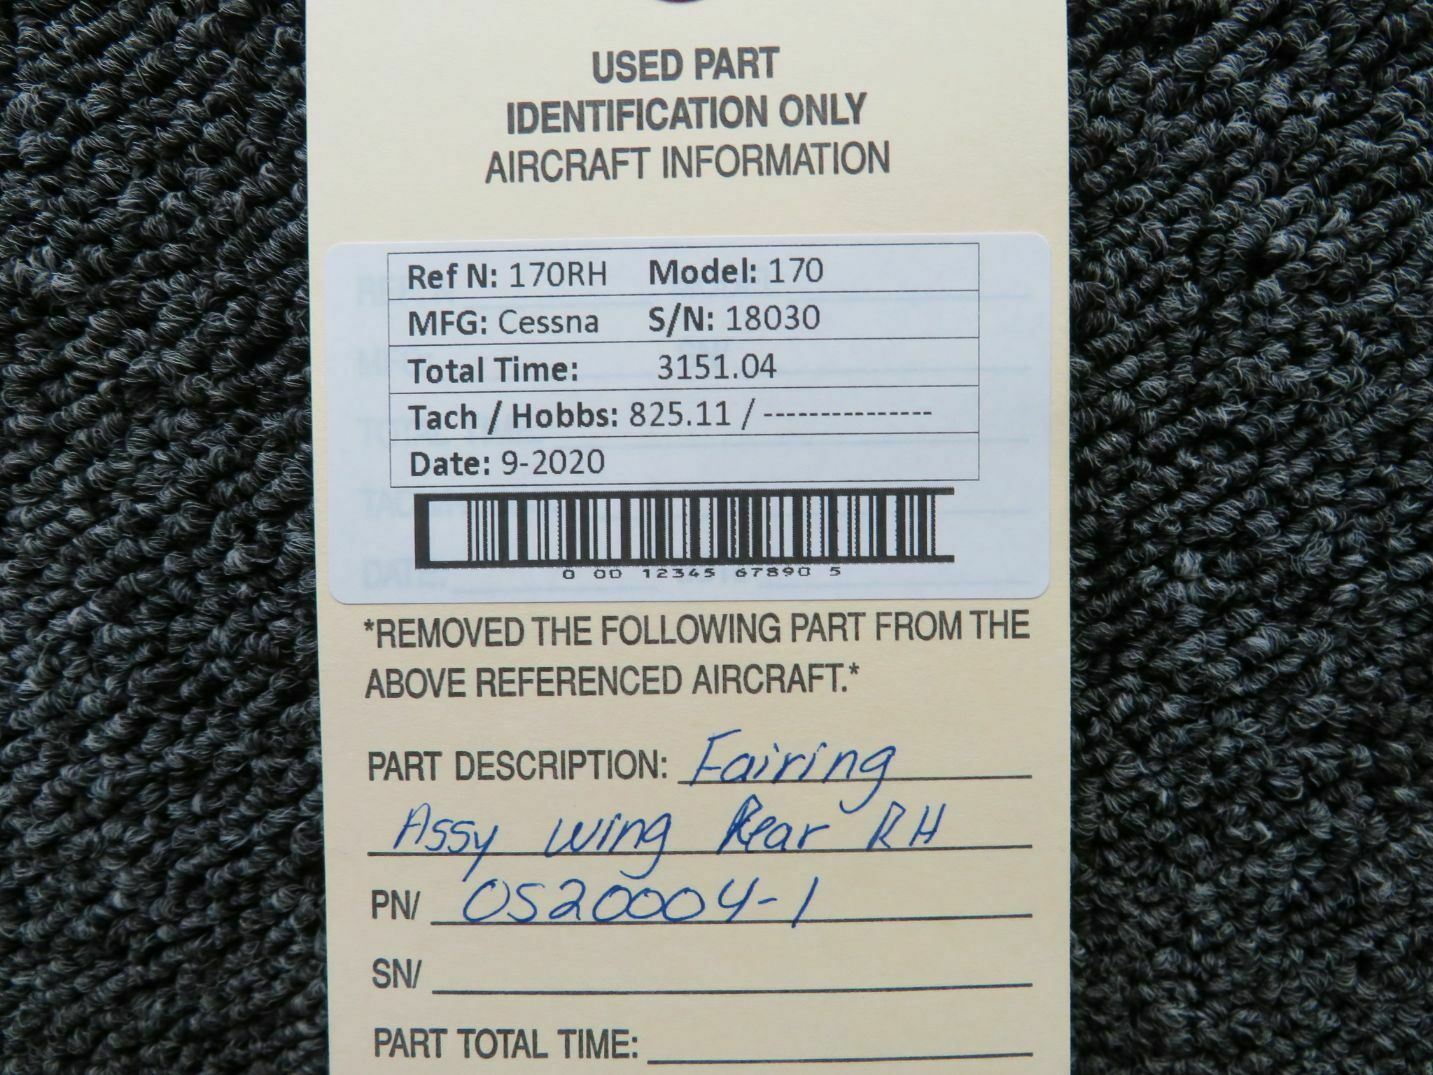 USED PART
IDENTIFICATION ONLY
AIRCRAFT INFORMATION
Ref N: 170RH Model: 170
MFG: Cessna S/N: 18030
Total Time: 3151.04
Tach / Hobbs: 825.11 / ---------------
Date: 9-2020
0 00 12345 67890 5
*REMOVED THE FOLLOWING PART FROM THE
ABOVE REFERENCED AIRCRAFT.*
PART DESCRIPTION: Fairing
Assy wing Rear RH
PN/ 0520004-1
SN/
PART TOTAL TIME: